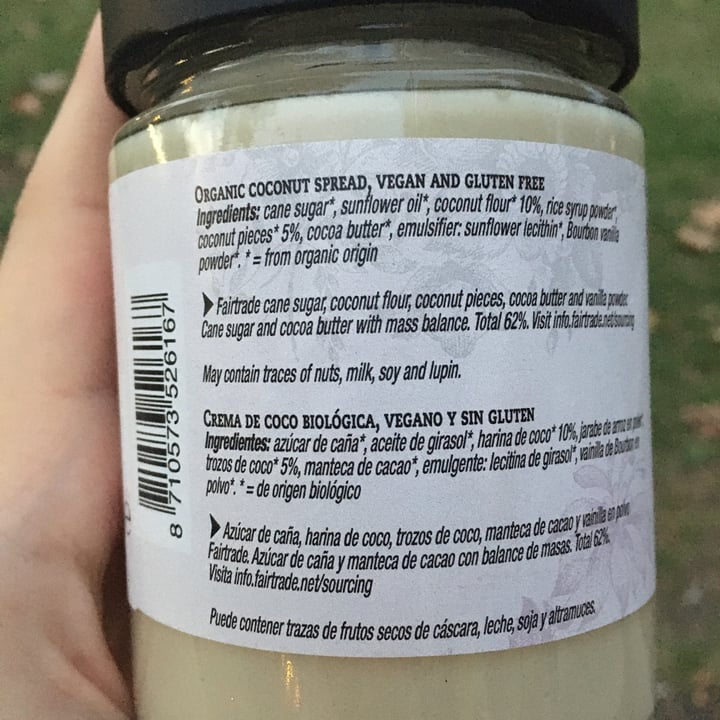 ORGANIC COCONUT SPREAD, VEGAN AND GLUTEN FREE
Ingredients: cane sugar*, sunflower oil*, coconut flour* 10%, rice syrup powder*,
coconut pieces* 5%, cocoa butter*, emulsifier: sunflower lecithin*, Bourbon vanilla
powder*. * = from organic origin
Fairtrade cane sugar, coconut flour, coconut pieces, cocoa butter and vanilla powder.
Cane sugar and cocoa butter with mass balance. Total 62%. Visit info.fairtrade.net/sourcing
May contain traces of nuts, milk, soy and lupin.
CREMA DE COCO BIOLÓGICA, VEGANO Y SIN GLUTEN
Ingredientes: azúcar de caña*, aceite de girasol*, harina de coco* 10%, jarabe de arroz en polvo*,
trozos de coco* 5%, manteca de cacao*, emulgente: lecitina de girasol*, vainilla de Bourbon en
polvo*. * = de origen biológico
Azúcar de caña, harina de coco, trozos de coco, manteca de cacao y vainilla en polvo
Fairtrade. Azúcar de caña y manteca de cacao con balance de masas. Total 62%.
Visita info.fairtrade.net/sourcing
Puede contener trazas de frutos secos de cáscara, leche, soja y altramuces.
8 710573 526167